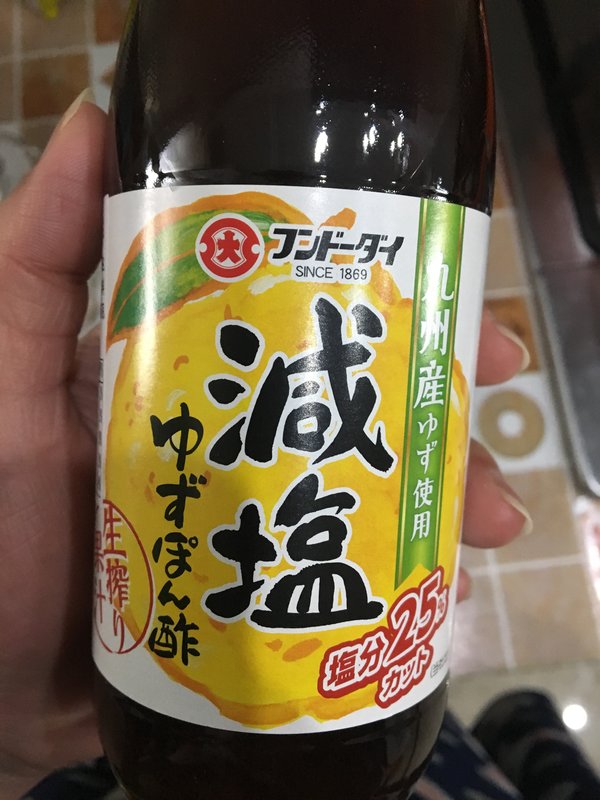 大
フンドーダイ
SINCE 1869
九州産ゆず使用
減塩
ゆずぽん酢
生搾り
果汁
塩分25%
カット